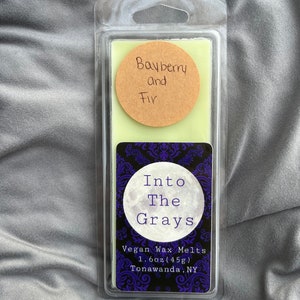 Bayberry
and
Fir
Into
The
Grays
Vegan Wax Melts
1.6oz(45g)
Tonawanda.NY